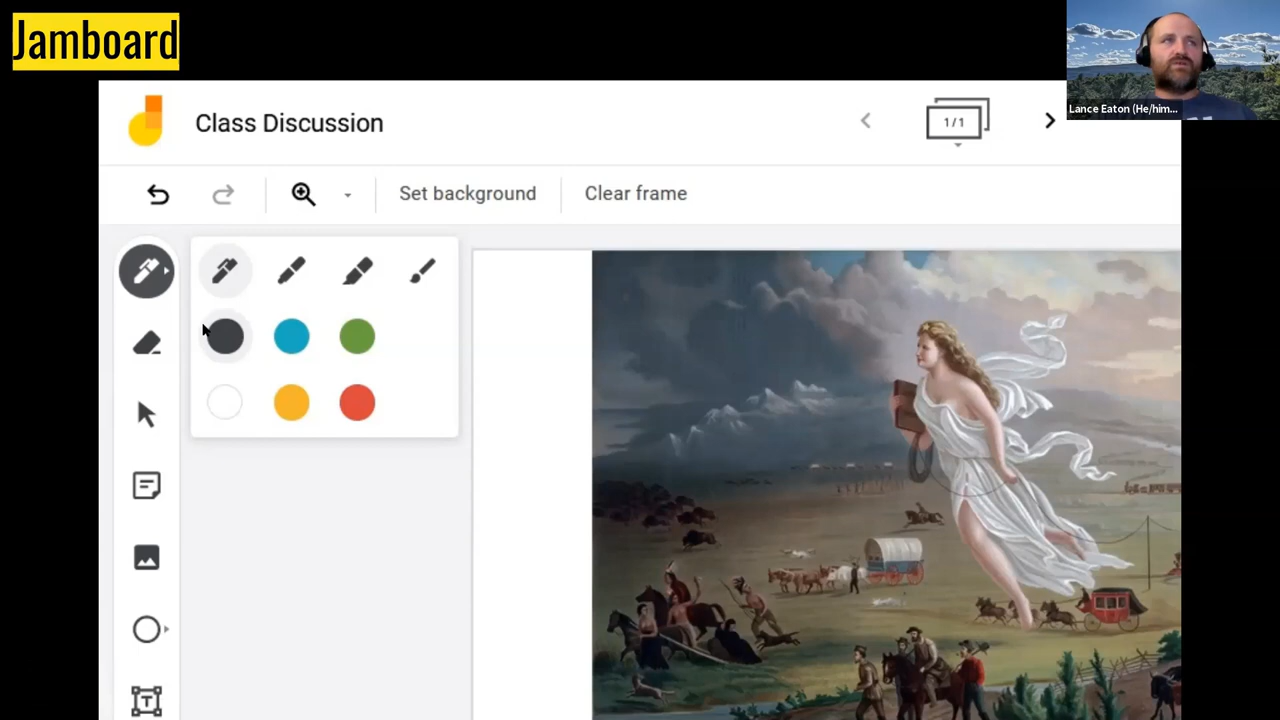 Jamboard
Lance Eaton (He/him...
Class Discussion
1/1
Set background
Clear frame
T